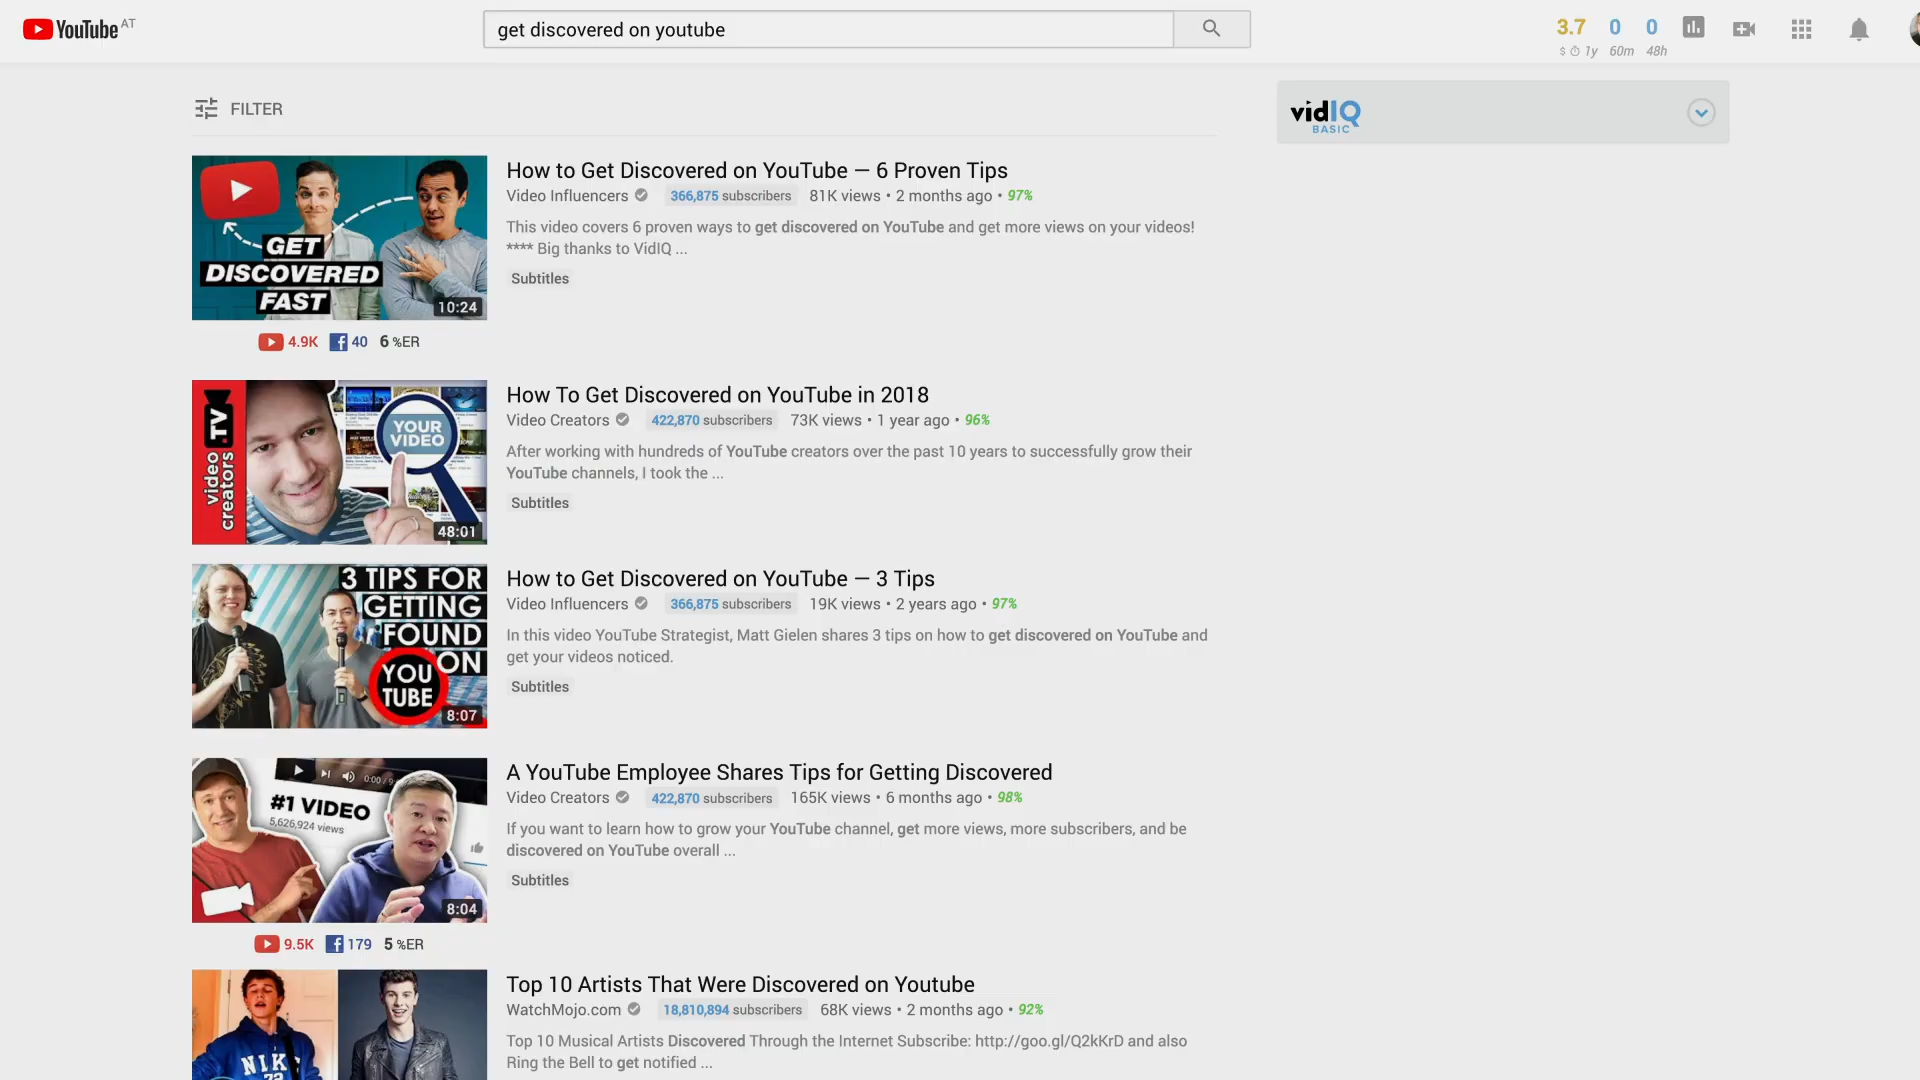 YouTube AT
get discovered on youtube
3.7 0 0
$ 1y 60m 48h
FILTER
vidIQ
BASIC
GET
DISCOVERED
FAST
10:24
4.9K 40 6 %ER
How to Get Discovered on YouTube — 6 Proven Tips
Video Influencers 366,875 subscribers 81K views • 2 months ago • 97%
This video covers 6 proven ways to get discovered on YouTube and get more views on your videos!
**** Big thanks to VidIQ ...
Subtitles
video creators .TV
YOUR
VIDEO
48:01
How To Get Discovered on YouTube in 2018
Video Creators 422,870 subscribers 73K views • 1 year ago • 96%
After working with hundreds of YouTube creators over the past 10 years to successfully grow their
YouTube channels, I took the ...
Subtitles
3 TIPS FOR
GETTING
FOUND
ON
YOU
TUBE
8:07
How to Get Discovered on YouTube — 3 Tips
Video Influencers 366,875 subscribers 19K views • 2 years ago • 97%
In this video YouTube Strategist, Matt Gielen shares 3 tips on how to get discovered on YouTube and
get your videos noticed.
Subtitles
0:00 / 9
#1 VIDEO
5,626,924 views
8:04
9.5K 179 5 %ER
A YouTube Employee Shares Tips for Getting Discovered
Video Creators 422,870 subscribers 165K views • 6 months ago • 98%
If you want to learn how to grow your YouTube channel, get more views, more subscribers, and be
discovered on YouTube overall ...
Subtitles
NIKE
72
Top 10 Artists That Were Discovered on Youtube
WatchMojo.com 18,810,894 subscribers 68K views • 2 months ago • 92%
Top 10 Musical Artists Discovered Through the Internet Subscribe: http://goo.gl/Q2kKrD and also
Ring the Bell to get notified ...